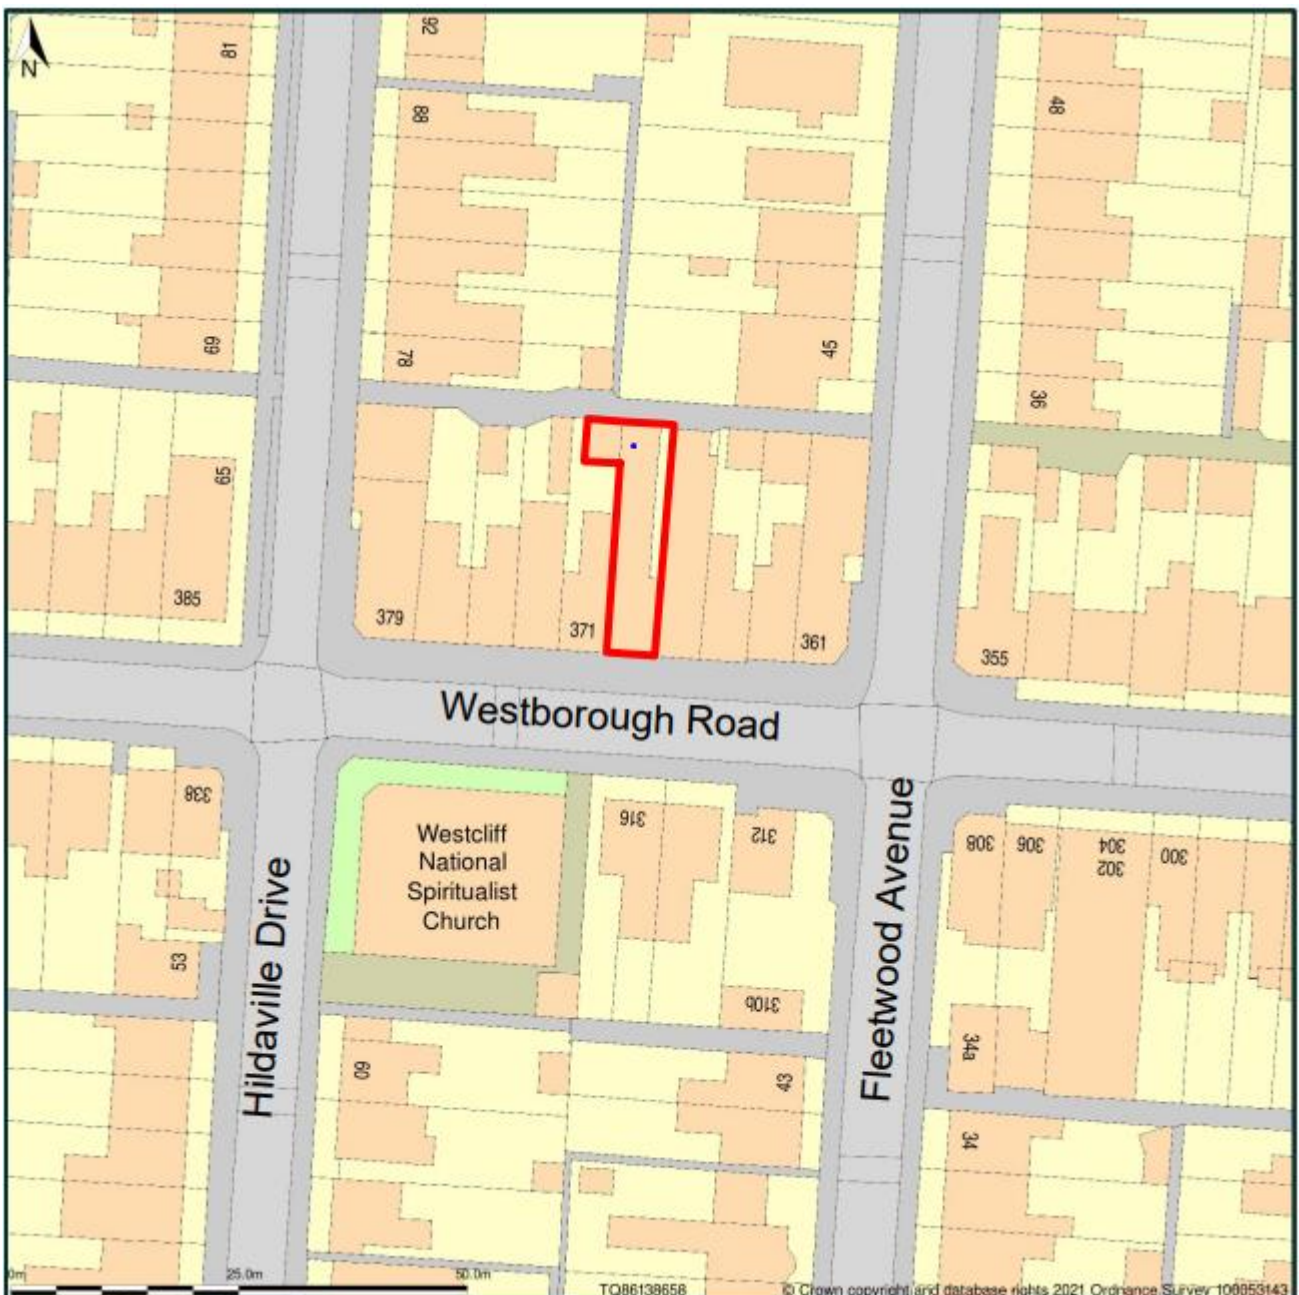 N
81
92
88
48
69
78
45
36
65
385
379
371
361
355
Westborough Road
338
Westcliff
National
Spiritualist
Church
316
312
308
306
304
302
300
Hildaville Drive
Fleetwood Avenue
53
310b
60
43
34a
34
0m
25.0m
50.0m
TQ86138658
© Crown copyright and database rights 2021 Ordnance Survey 100053143